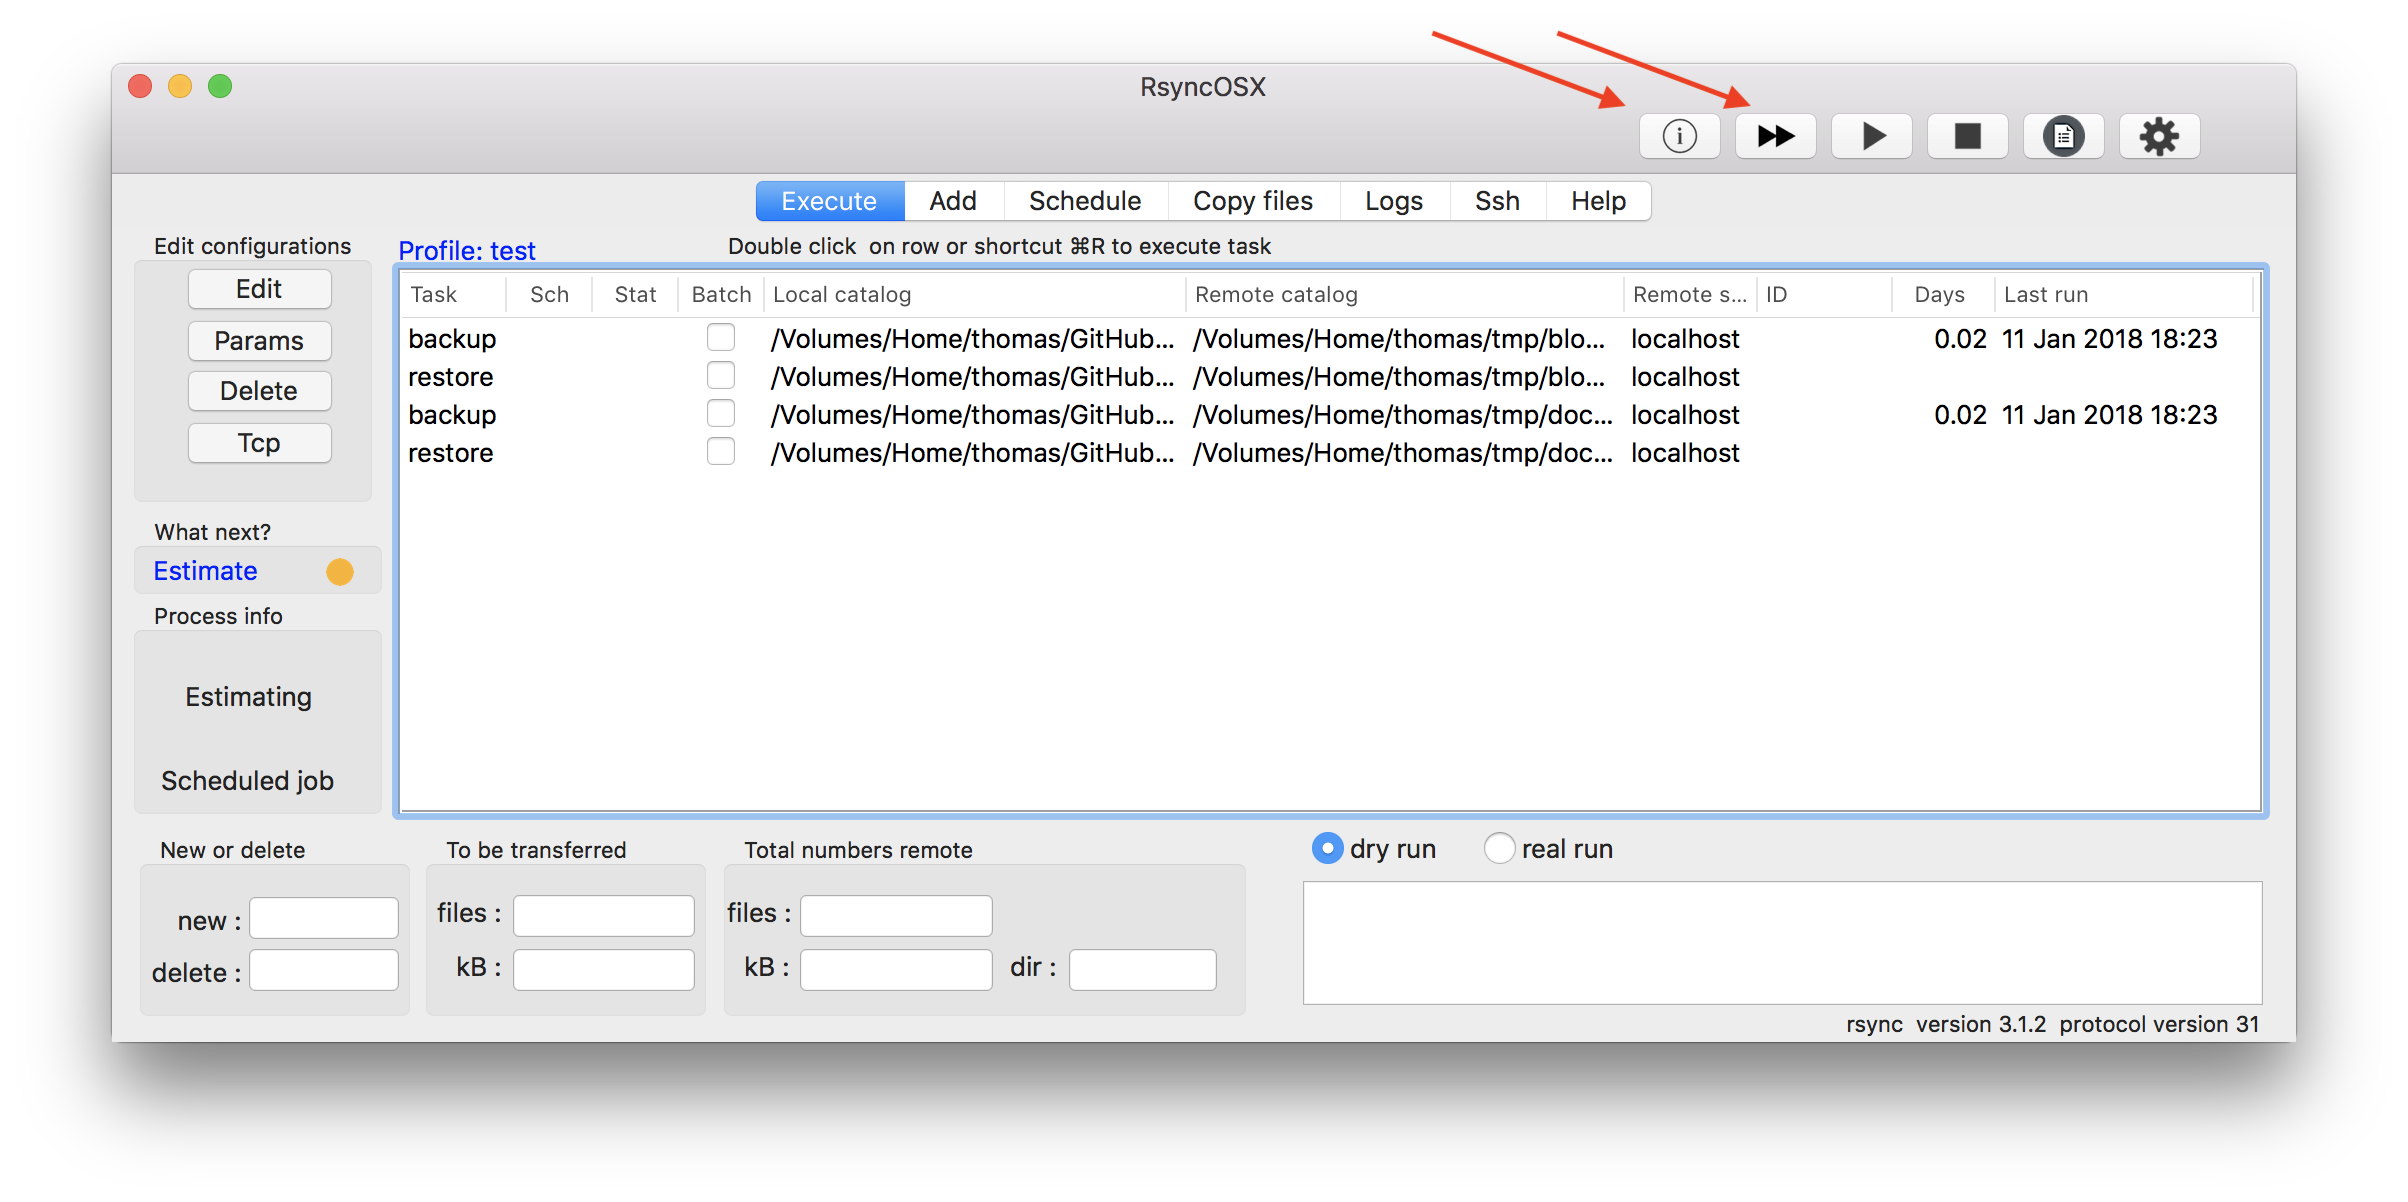 RsyncOSX
Execute Add Schedule Copy files Logs Ssh Help
Edit configurations
Profile: test
Double click  on row or shortcut ⌘R to execute task
Edit
Params
Delete
Tcp
Task Sch Stat Batch Local catalog Remote catalog Remote s... ID Days Last run
backup /Volumes/Home/thomas/GitHub... /Volumes/Home/thomas/tmp/blo... localhost 0.02 11 Jan 2018 18:23
restore /Volumes/Home/thomas/GitHub... /Volumes/Home/thomas/tmp/blo... localhost
backup /Volumes/Home/thomas/GitHub... /Volumes/Home/thomas/tmp/doc... localhost 0.02 11 Jan 2018 18:23
restore /Volumes/Home/thomas/GitHub... /Volumes/Home/thomas/tmp/doc... localhost
What next?
Estimate
Process info
Estimating
Scheduled job
New or delete
new :
delete :
To be transferred
files :
kB :
Total numbers remote
files :
kB : dir :
dry run real run
rsync  version 3.1.2  protocol version 31